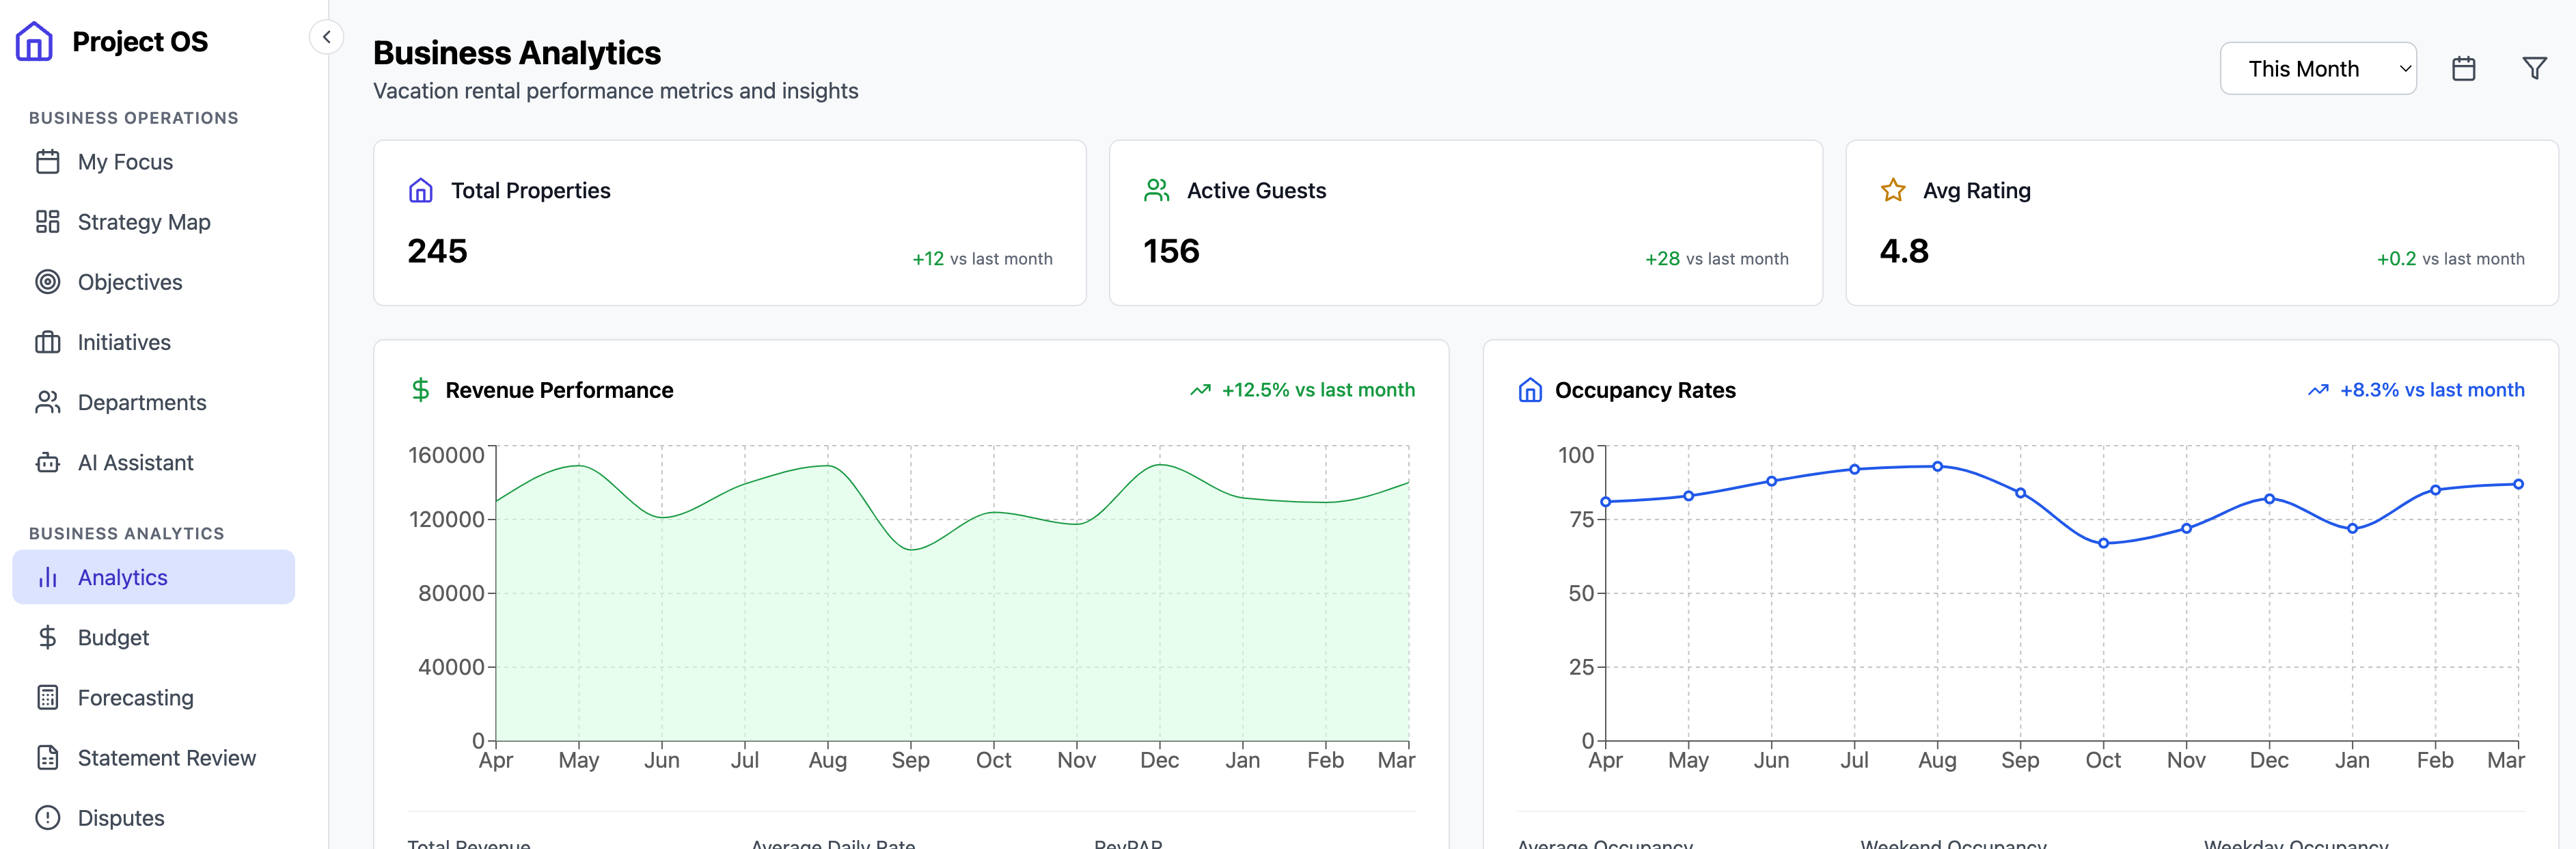 Project OS
BUSINESS OPERATIONS
My Focus
Strategy Map
Objectives
Initiatives
Departments
AI Assistant
BUSINESS ANALYTICS
Analytics
Budget
Forecasting
Statement Review
Disputes
Business Analytics
Vacation rental performance metrics and insights
This Month
Total Properties
245
+12 vs last month
Active Guests
156
+28 vs last month
Avg Rating
4.8
+0.2 vs last month
Revenue Performance
+12.5% vs last month
160000
120000
80000
40000
0
Apr May Jun Jul Aug Sep Oct Nov Dec Jan Feb Mar
Total Revenue
Average Daily Rate
RevPAR
Occupancy Rates
+8.3% vs last month
100
75
50
25
0
Apr May Jun Jul Aug Sep Oct Nov Dec Jan Feb Mar
Average Occupancy
Weekend Occupancy
Weekday Occupancy